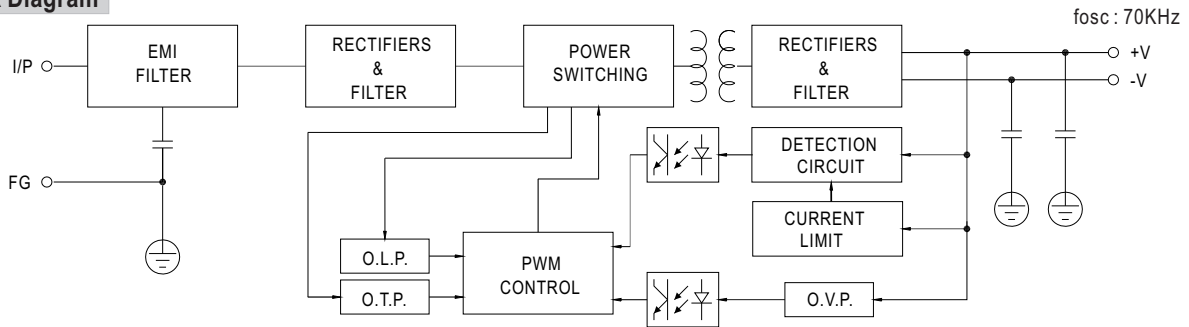 Diagram
fosc : 70KHz
I/P
EMI
FILTER
RECTIFIERS
&
FILTER
POWER
SWITCHING
RECTIFIERS
&
FILTER
+V
-V
FG
DETECTION
CIRCUIT
CURRENT
LIMIT
O.L.P.
O.T.P.
PWM
CONTROL
O.V.P.